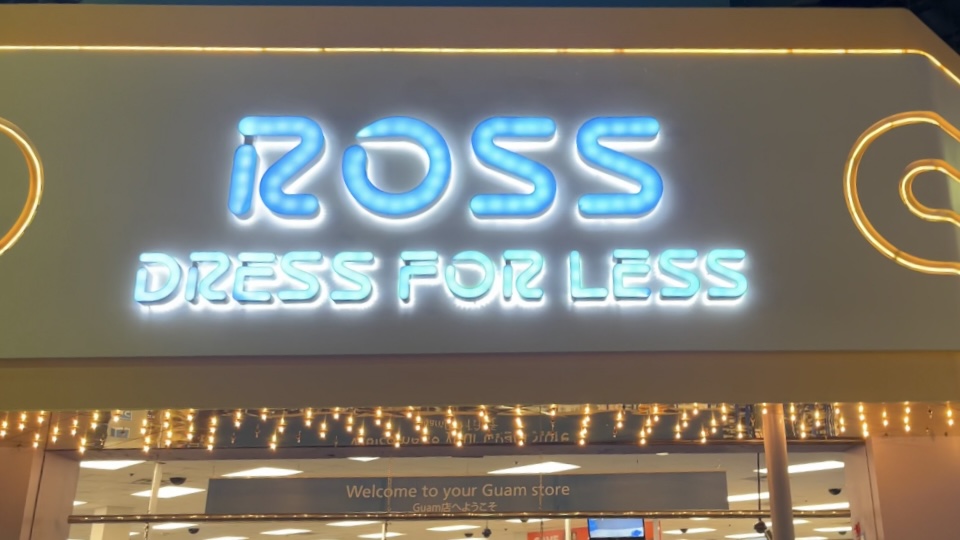 ROSS
DRESS FOR LESS
Welcome to your Guam store
Guam店へようこそ